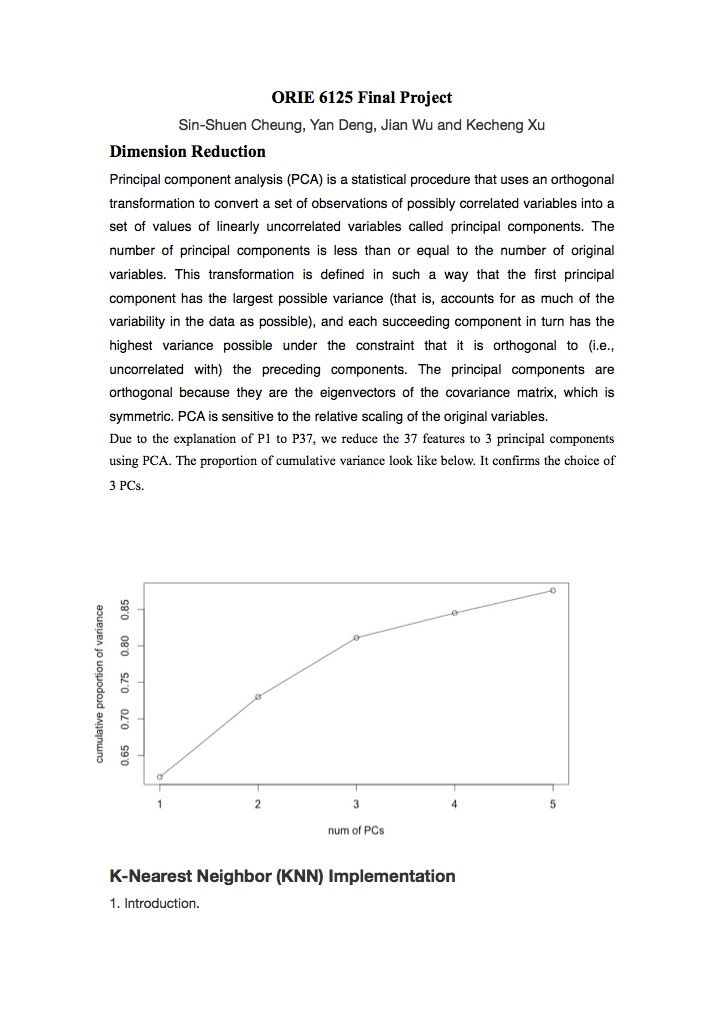 ORIE 6125 Final Project
Sin-Shuen Cheung, Yan Deng, Jian Wu and Kecheng Xu
Dimension Reduction
Principal component analysis (PCA) is a statistical procedure that uses an orthogonal
transformation to convert a set of observations of possibly correlated variables into a
set of values of linearly uncorrelated variables called principal components. The
number of principal components is less than or equal to the number of original
variables. This transformation is defined in such a way that the first principal
component has the largest possible variance (that is, accounts for as much of the
variability in the data as possible), and each succeeding component in turn has the
highest variance possible under the constraint that it is orthogonal to (i.e.,
uncorrelated with) the preceding components. The principal components are
orthogonal because they are the eigenvectors of the covariance matrix, which is
symmetric. PCA is sensitive to the relative scaling of the original variables.
Due to the explanation of P1 to P37, we reduce the 37 features to 3 principal components
using PCA. The proportion of cumulative variance look like below. It confirms the choice of
3 PCs.
cumulative proportion of variance
0.85
0.80
0.75
0.70
0.65
1 2 3 4 5
num of PCs
K-Nearest Neighbor (KNN) Implementation
1. Introduction.